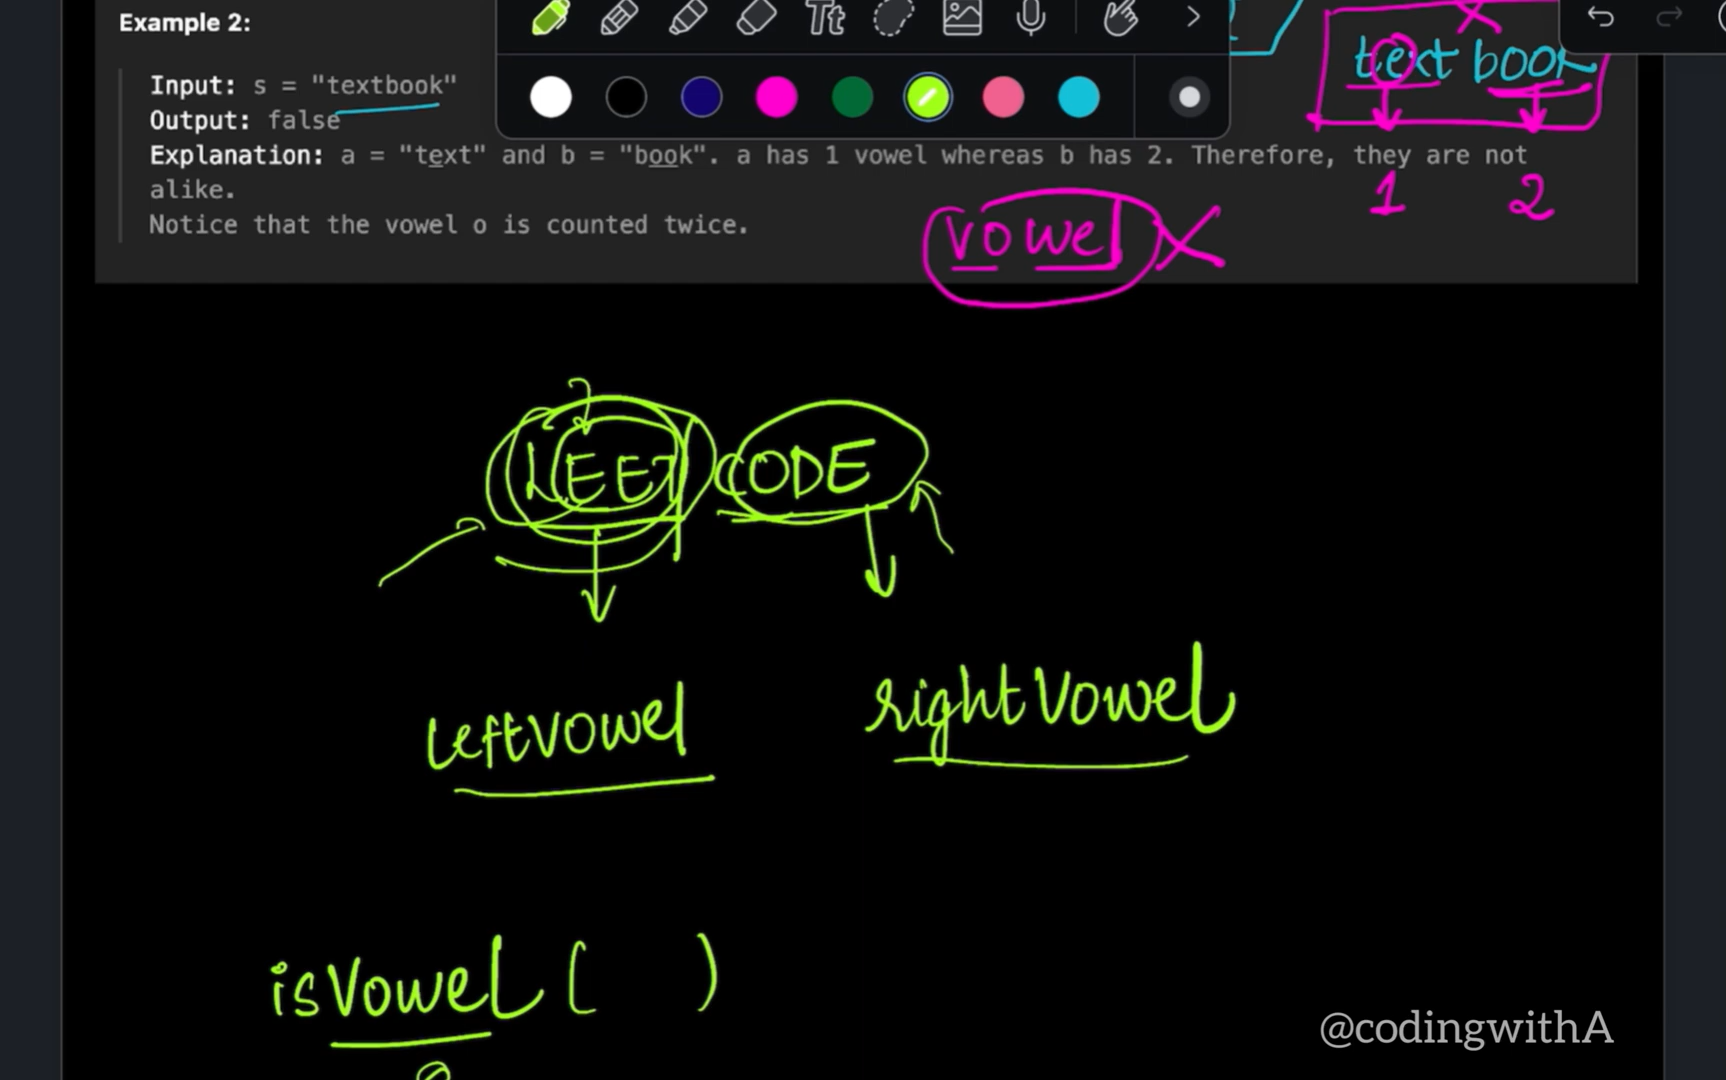 Example 2:
Tt
Input: s = "textbook"
text book
Output: false
Explanation: a = "text" and b = "book". a has 1 vowel whereas b has 2. Therefore, they are not
alike.
1 2
Notice that the vowel o is counted twice.
vowel X
LEET CODE
leftvowel rightVowel
isVowel ( )
@codingwithA